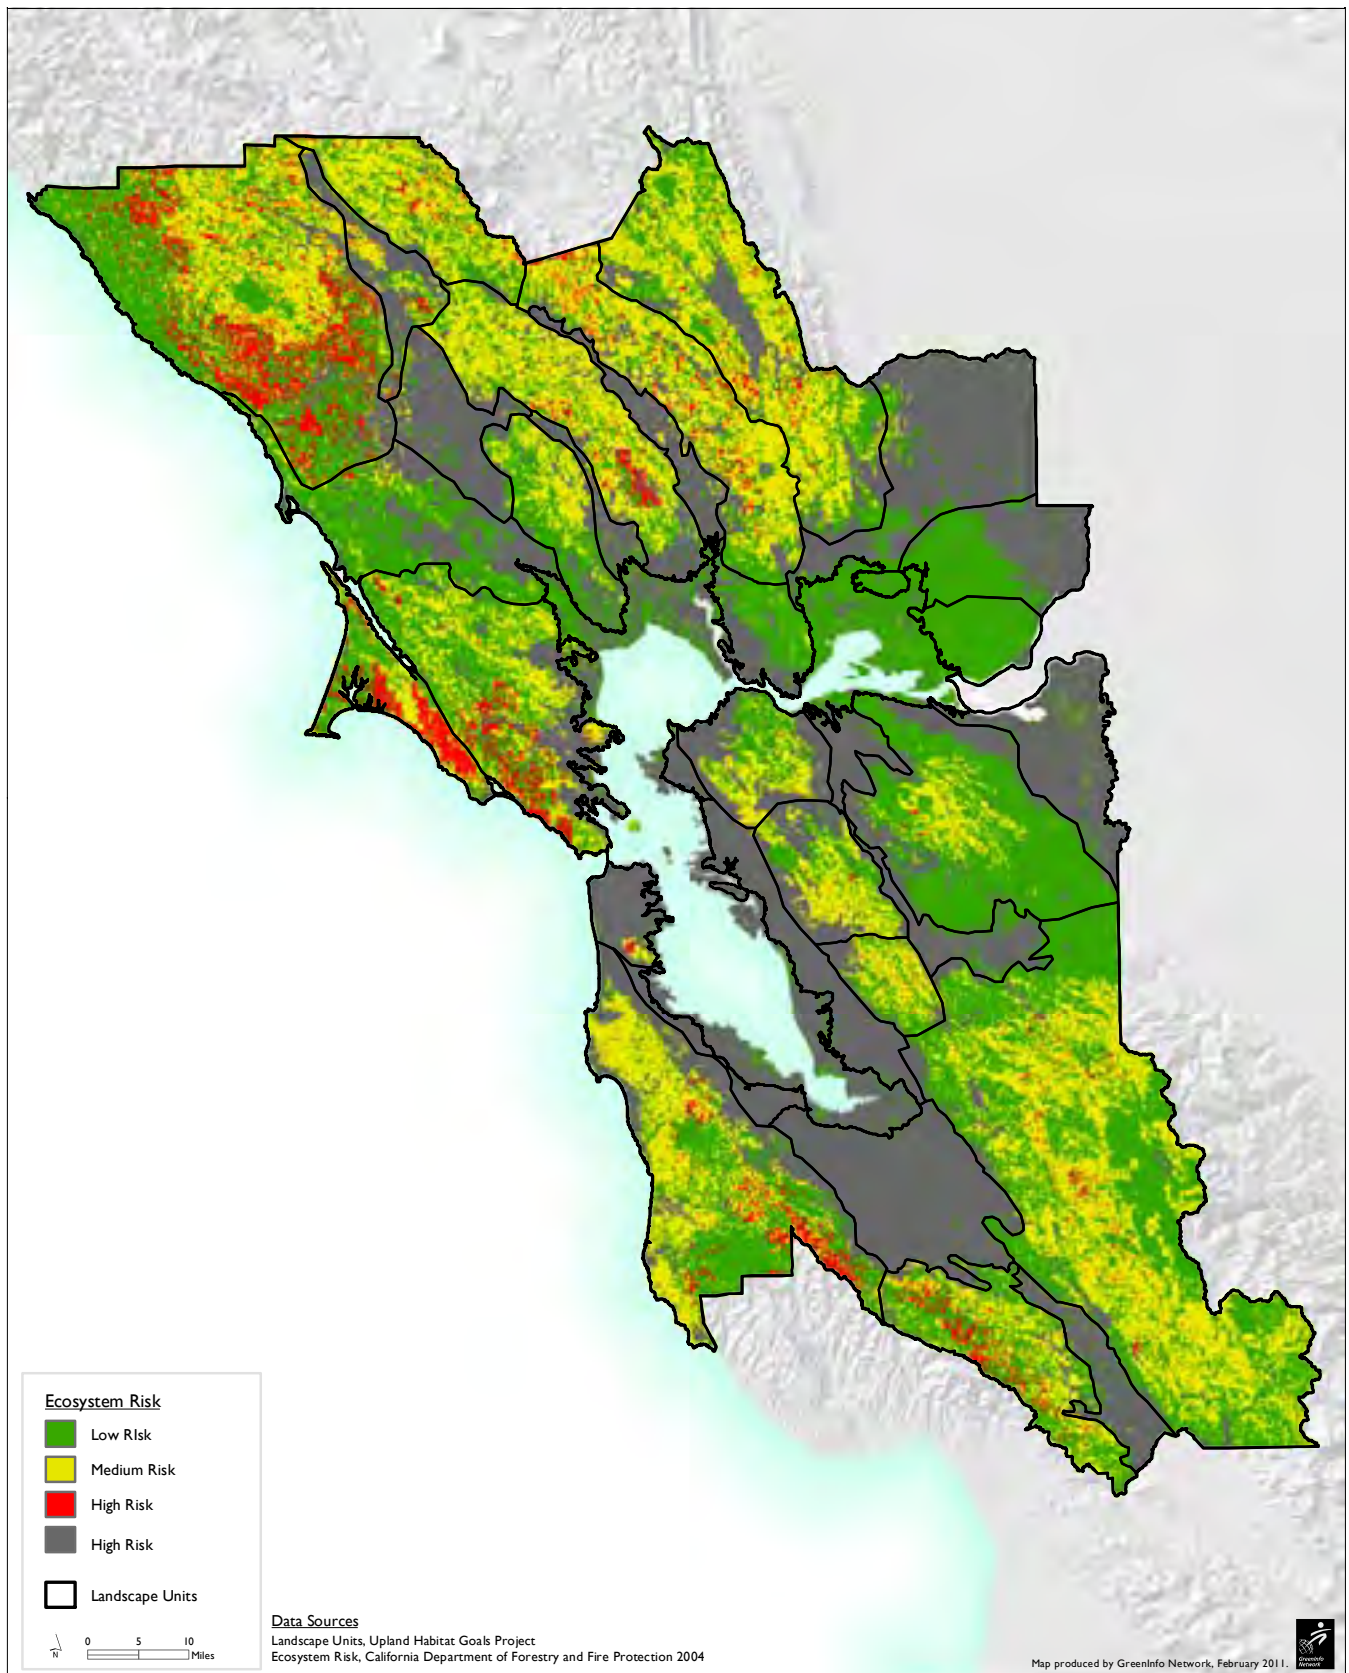 Ecosystem Risk
Low RIsk
Medium Risk
High Risk
High Risk
Landscape Units
N
0 5 10
Miles
Data Sources
Landscape Units, Upland Habitat Goals Project
Ecosystem Risk, California Department of Forestry and Fire Protection 2004
Map produced by GreenInfo Network, February 2011.
GreenInfo
Network